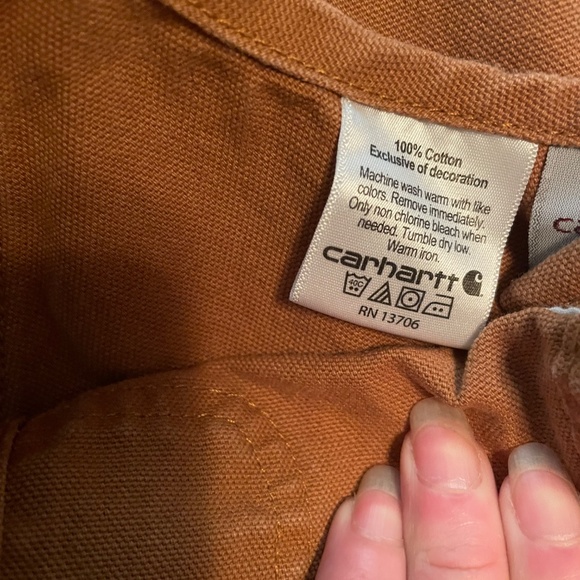 100% Cotton
Exclusive of decoration
Machine wash warm with like
colors. Remove immediately.
Only non chlorine bleach when
needed. Tumble dry low.
Warm iron.
carhartt
40C
RN 13706